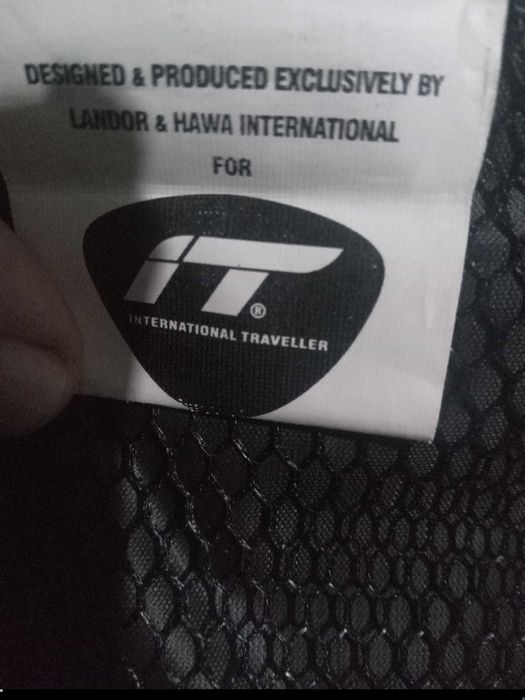 DESIGNED & PRODUCED EXCLUSIVELY BY
LANDOR & HAWA INTERNATIONAL
FOR
iT®
INTERNATIONAL TRAVELLER